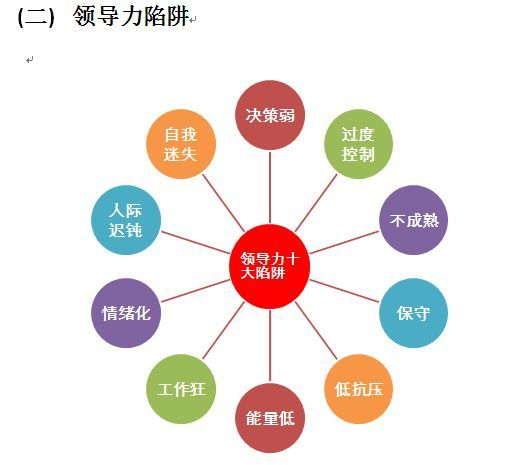 (二) 领导力陷阱
决策弱
过度
控制
不成熟
保守
低抗压
能量低
工作狂
情绪化
人际
迟钝
自我
迷失
领导力十
大陷阱